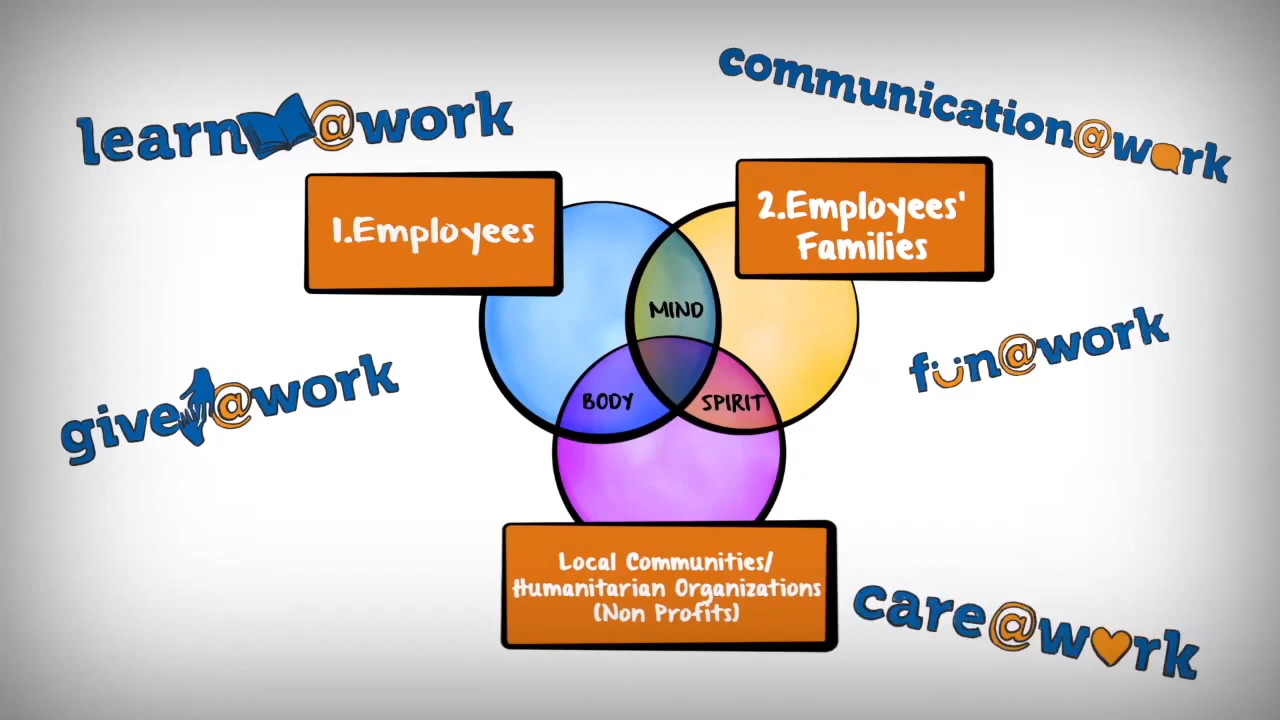 learn@work
communication@work
1.Employees
2.Employees'
Families
MIND
give@work
fun@work
BODY
SPIRIT
Local Communities/
Humanitarian Organizations
(Non Profits)
care@work